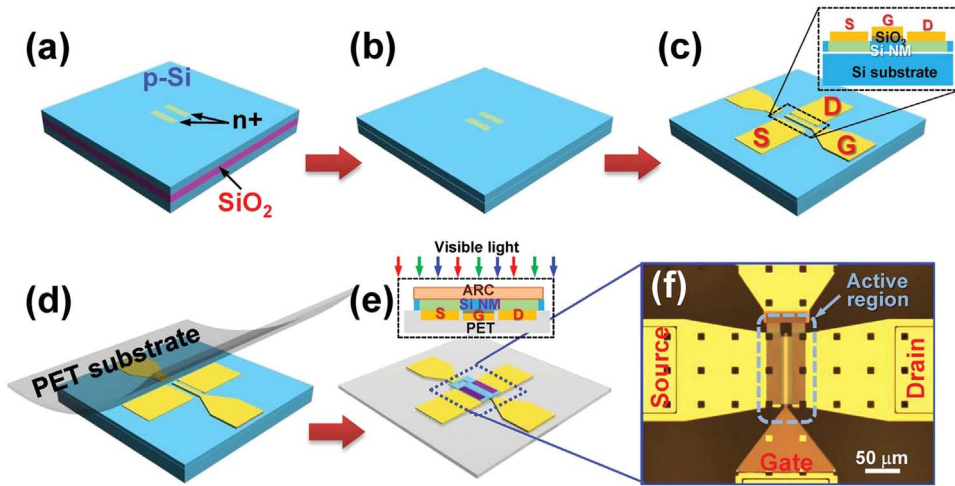 (a)
p-Si
n+
SiO₂
(b)
(c)
S G D
SiO₂
Si NM
Si substrate
D
S
G
(d)
PET substrate
(e)
Visible light
ARC
Si NM
S G D
PET
(f)
Active
region
Source
Drain
Gate
50 μm